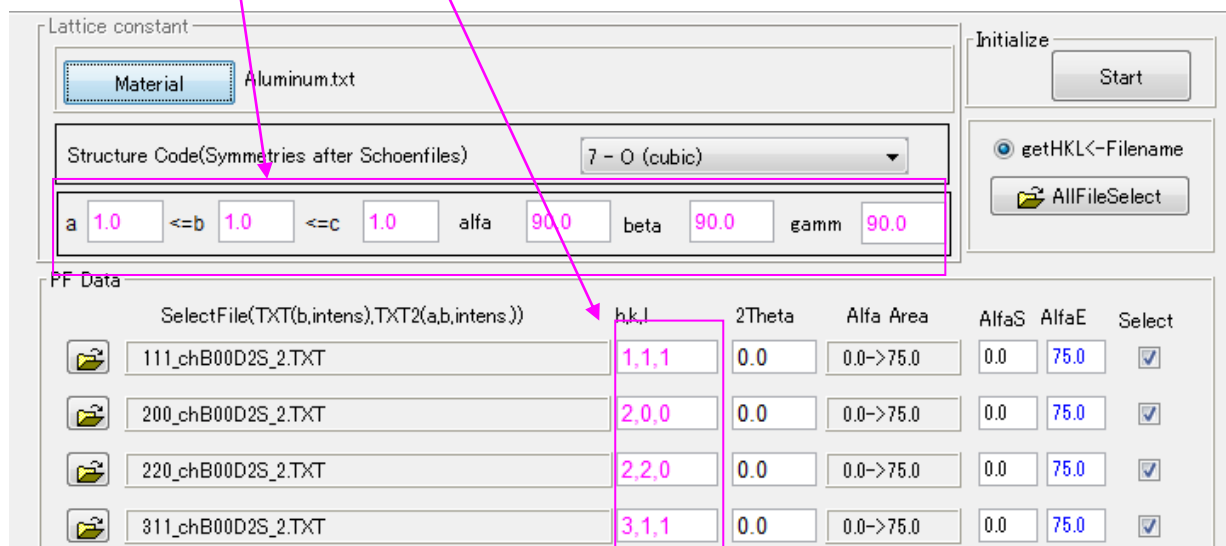 Lattice constant
Initialize
Material Aluminum.txt
Start
Structure Code(Symmetries after Schoenfiles) 7 - O (cubic)
getHKL<-Filename
AllFileSelect
a 1.0 <=b 1.0 <=c 1.0 alfa 90.0 beta 90.0 gamm 90.0
PF Data
SelectFile(TXT(b,intens),TXT2(a,b,intens.)) h,k,l 2Theta Alfa Area AlfaS AlfaE Select
111_chB00D2S_2.TXT 1,1,1 0.0 0.0->75.0 0.0 75.0
200_chB00D2S_2.TXT 2,0,0 0.0 0.0->75.0 0.0 75.0
220_chB00D2S_2.TXT 2,2,0 0.0 0.0->75.0 0.0 75.0
311_chB00D2S_2.TXT 3,1,1 0.0 0.0->75.0 0.0 75.0